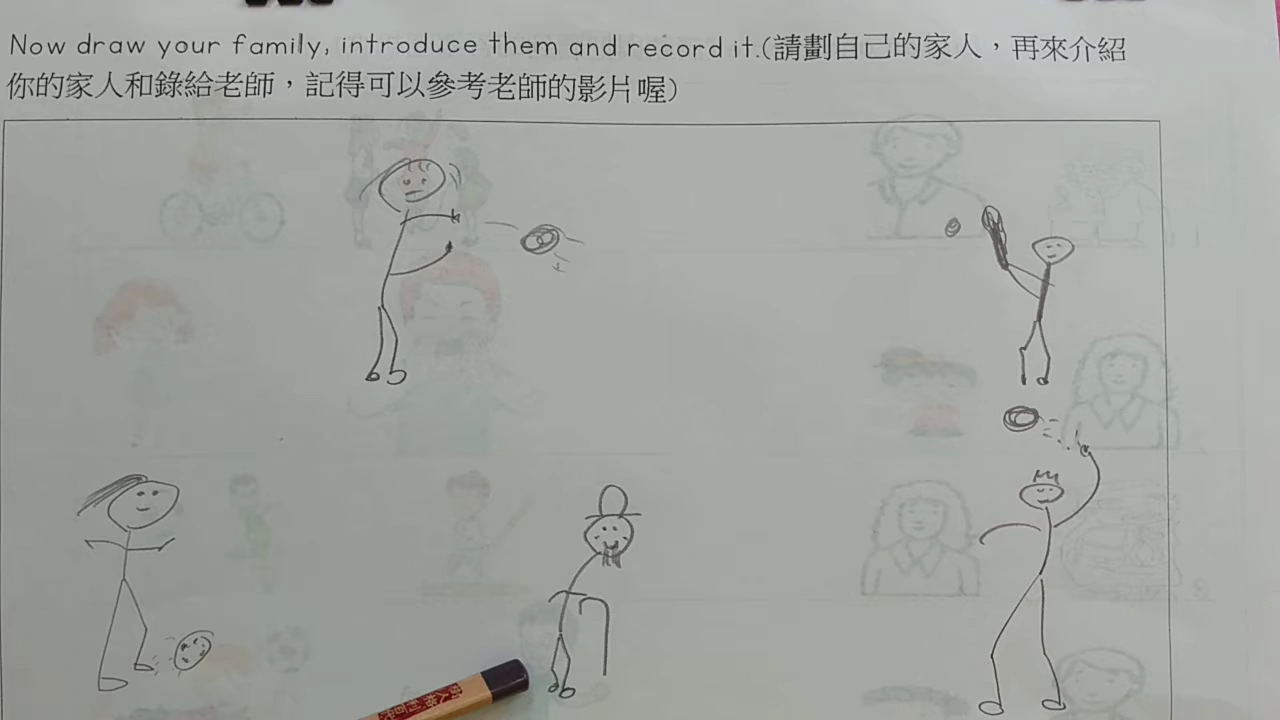 Now draw your family, introduce them and record it.(請劃自己的家人，再來介紹
你的家人和錄給老師，記得可以參考老師的影片喔)